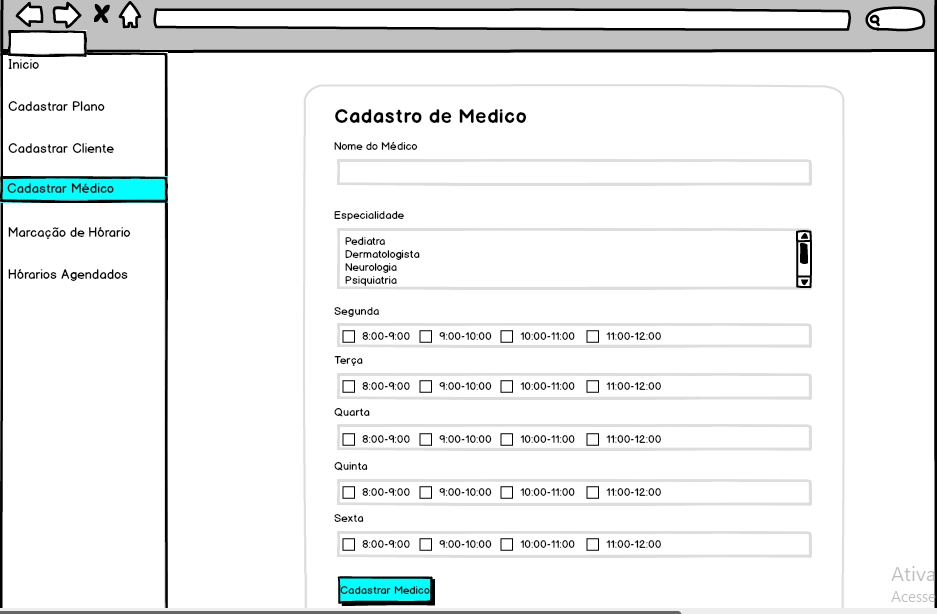 Inicio
Cadastrar Plano
Cadastrar Cliente
Cadastrar Médico
Marcação de Hórario
Hórarios Agendados
Cadastro de Medico
Nome do Médico
Especialidade
Pediatra
Dermatologista
Neurologia
Psiquiatria
Segunda
8:00-9:00 9:00-10:00 10:00-11:00 11:00-12:00
Terça
8:00-9:00 9:00-10:00 10:00-11:00 11:00-12:00
Quarta
8:00-9:00 9:00-10:00 10:00-11:00 11:00-12:00
Quinta
8:00-9:00 9:00-10:00 10:00-11:00 11:00-12:00
Sexta
8:00-9:00 9:00-10:00 10:00-11:00 11:00-12:00
Cadastrar Medico
Ativa
Acesse